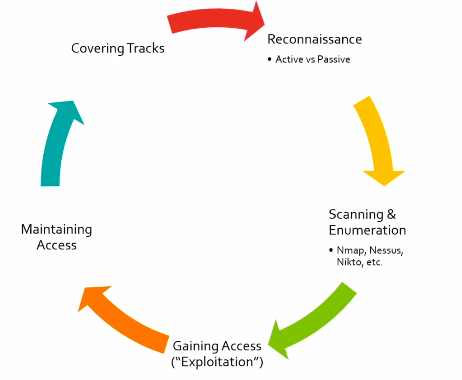 Reconnaissance
• Active vs Passive
Scanning &
Enumeration
• Nmap, Nessus,
Nikto, etc.
Gaining Access
("Exploitation")
Maintaining
Access
Covering Tracks